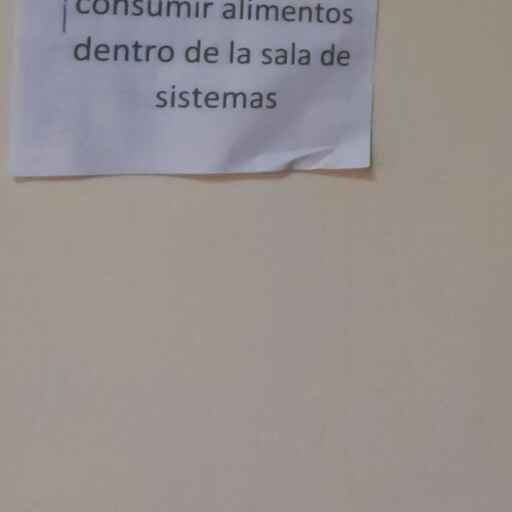 consumir alimentos
dentro de la sala de
sistemas